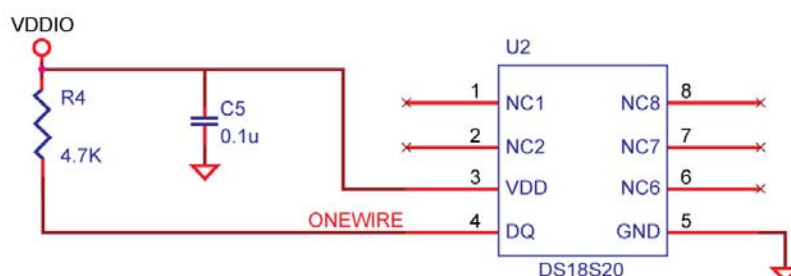 VDDIO
U2
R4
4.7K
C5
0.1u
1 NC1 NC8 8
2 NC2 NC7 7
3 VDD NC6 6
ONEWIRE 4 DQ GND 5
DS18S20